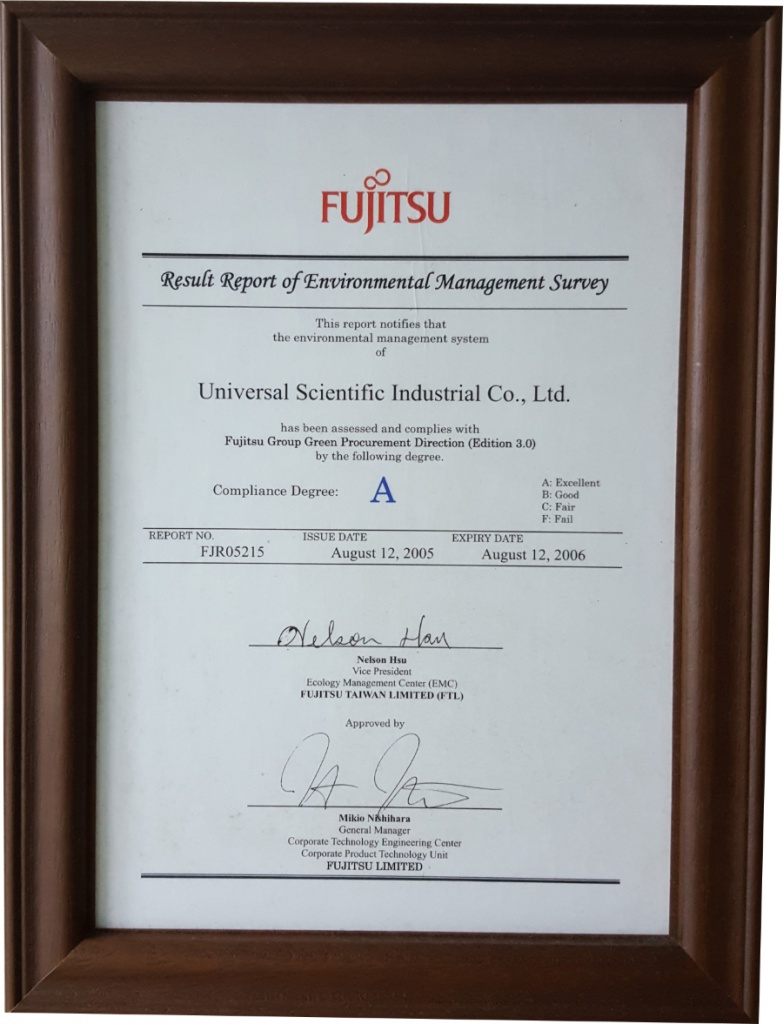 FUJITSU
Result Report of Environmental Management Survey
This report notifies that
the environmental management system
of
Universal Scientific Industrial Co., Ltd.
has been assessed and complies with
Fujitsu Group Green Procurement Direction (Edition 3.0)
by the following degree.
Compliance Degree: A
A: Excellent
B: Good
C: Fair
F: Fail
REPORT NO. ISSUE DATE EXPIRY DATE
FJR05215 August 12, 2005 August 12, 2006
Nelson Hsu
Nelson Hsu
Vice President
Ecology Management Center (EMC)
FUJITSU TAIWAN LIMITED (FTL)
Approved by
Mikio Nishihara
General Manager
Corporate Technology Engineering Center
Corporate Product Technology Unit
FUJITSU LIMITED